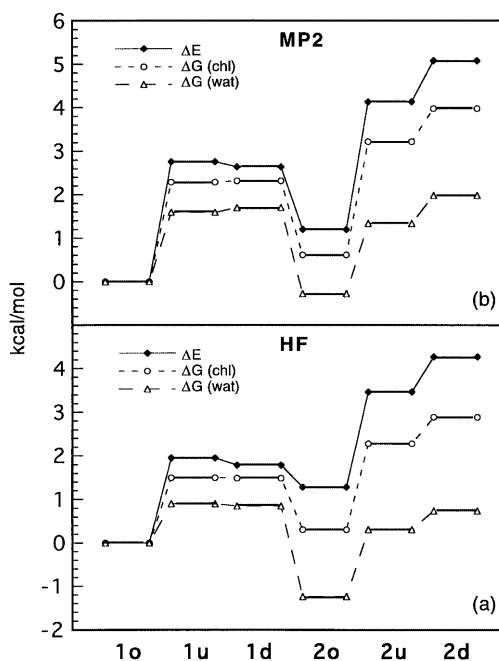 MP2
ΔE
ΔG (chl)
ΔG (wat)
6
5
4
3
2
1
0
(b)
kcal/mol
HF
ΔE
ΔG (chl)
ΔG (wat)
4
3
2
1
0
-1
-2
(a)
1o 1u 1d 2o 2u 2d